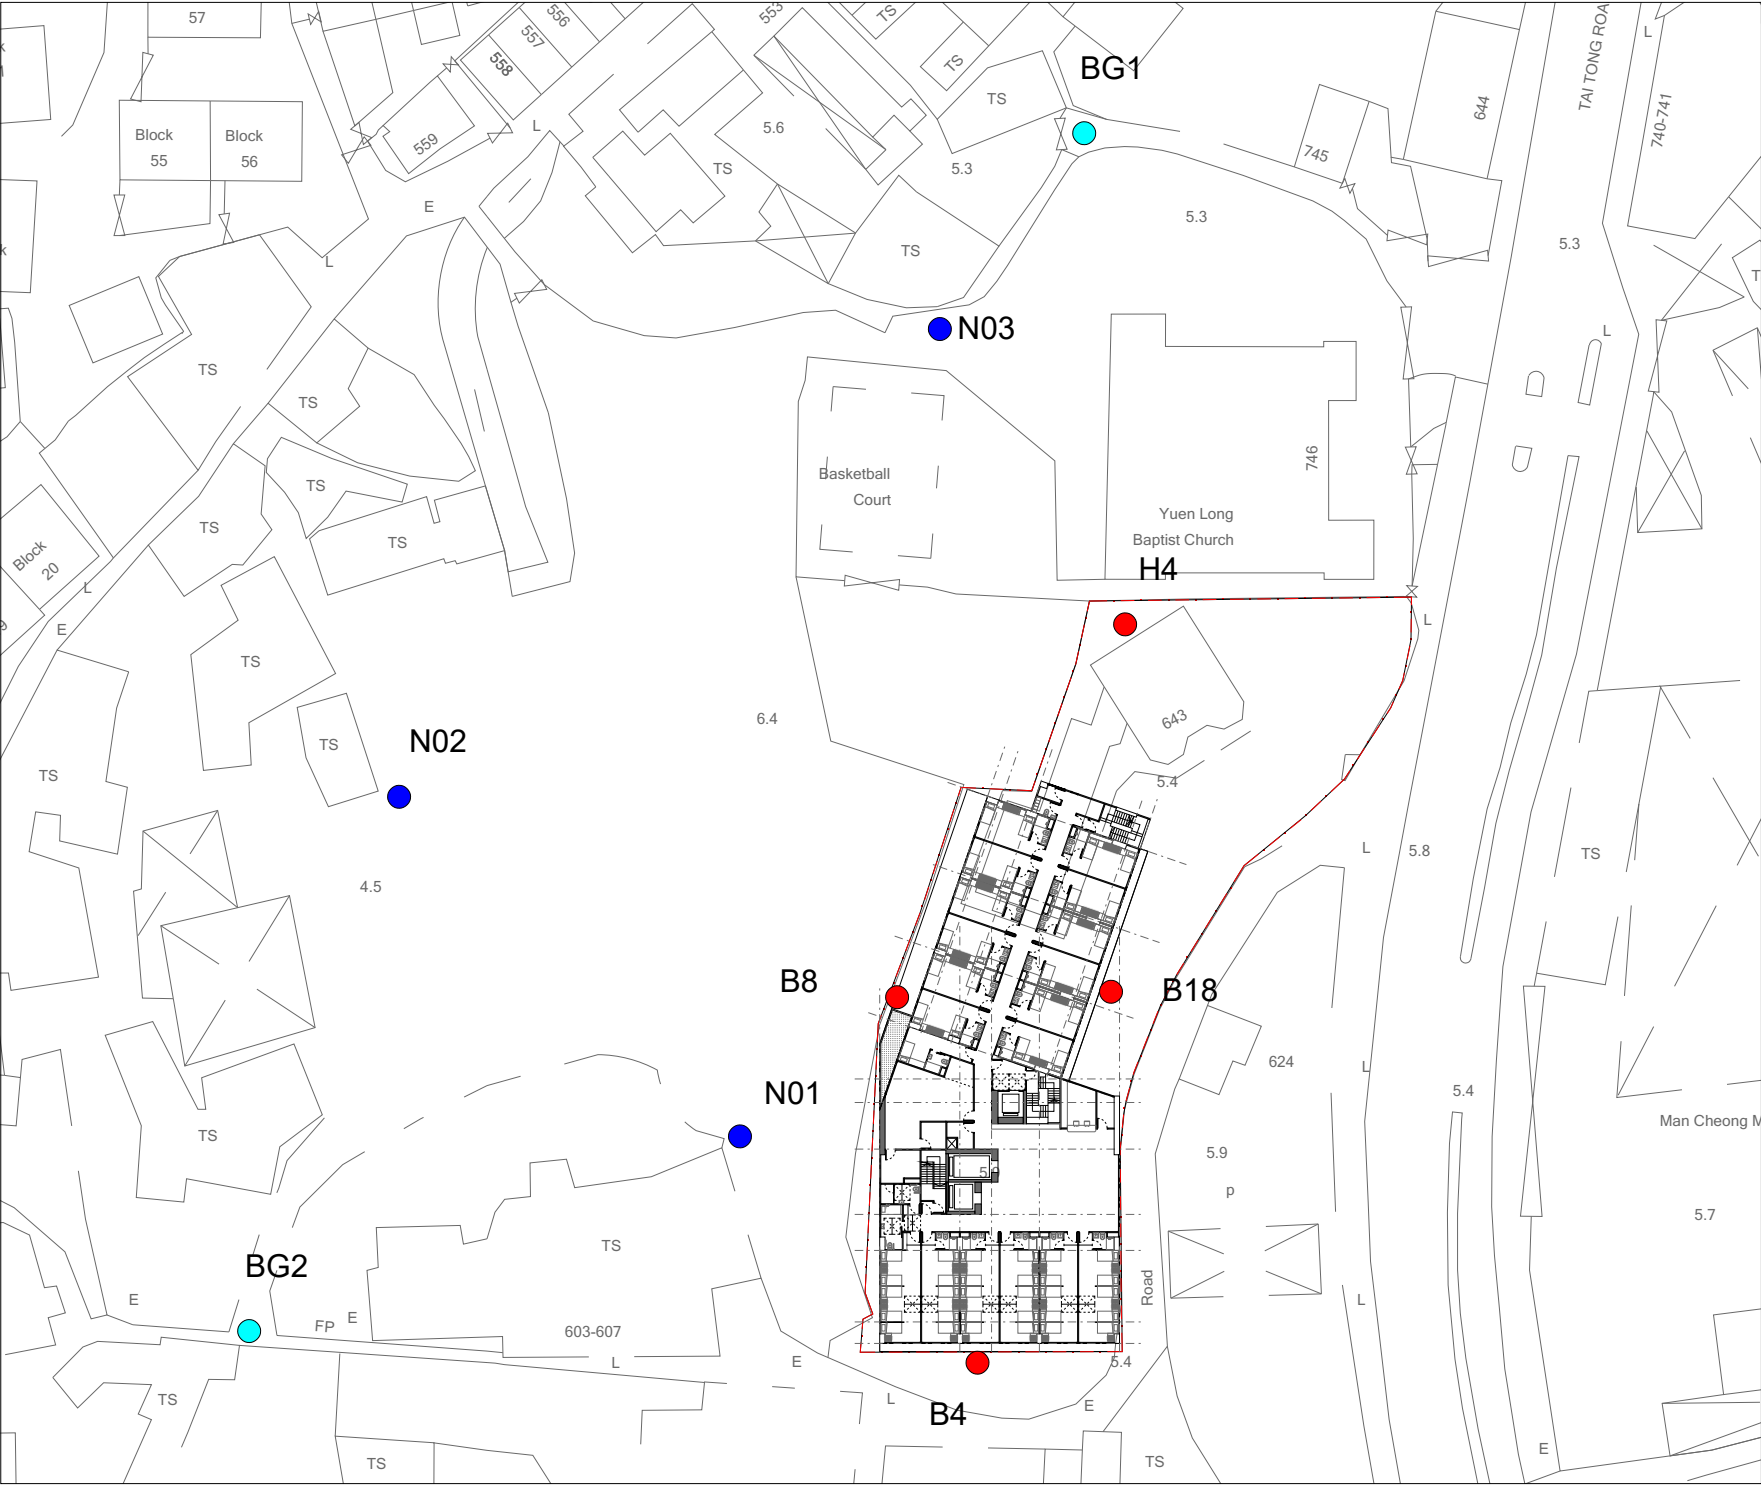 57
556
557
558
553
TS
TS
BG1
TAI TONG ROA
L
644
740-741
TS
Block
55
Block
56
559
L
5.6
TS
5.3
745
E
5.3
TS
5.3
L
N03
L
TS
TS
Basketball
Court
746
TS
TS
TS
Yuen Long
Baptist Church
Block
20
L
H4
E
L
TS
643
6.4
N02
TS
TS
5.4
L
5.8
TS
4.5
B8
B18
624
L
N01
5.4
Man Cheong M
TS
5.9
p
5.7
TS
BG2
Road
E
FP
E
603-607
L
L
E
5.4
TS
L
B4
E
E
TS
TS